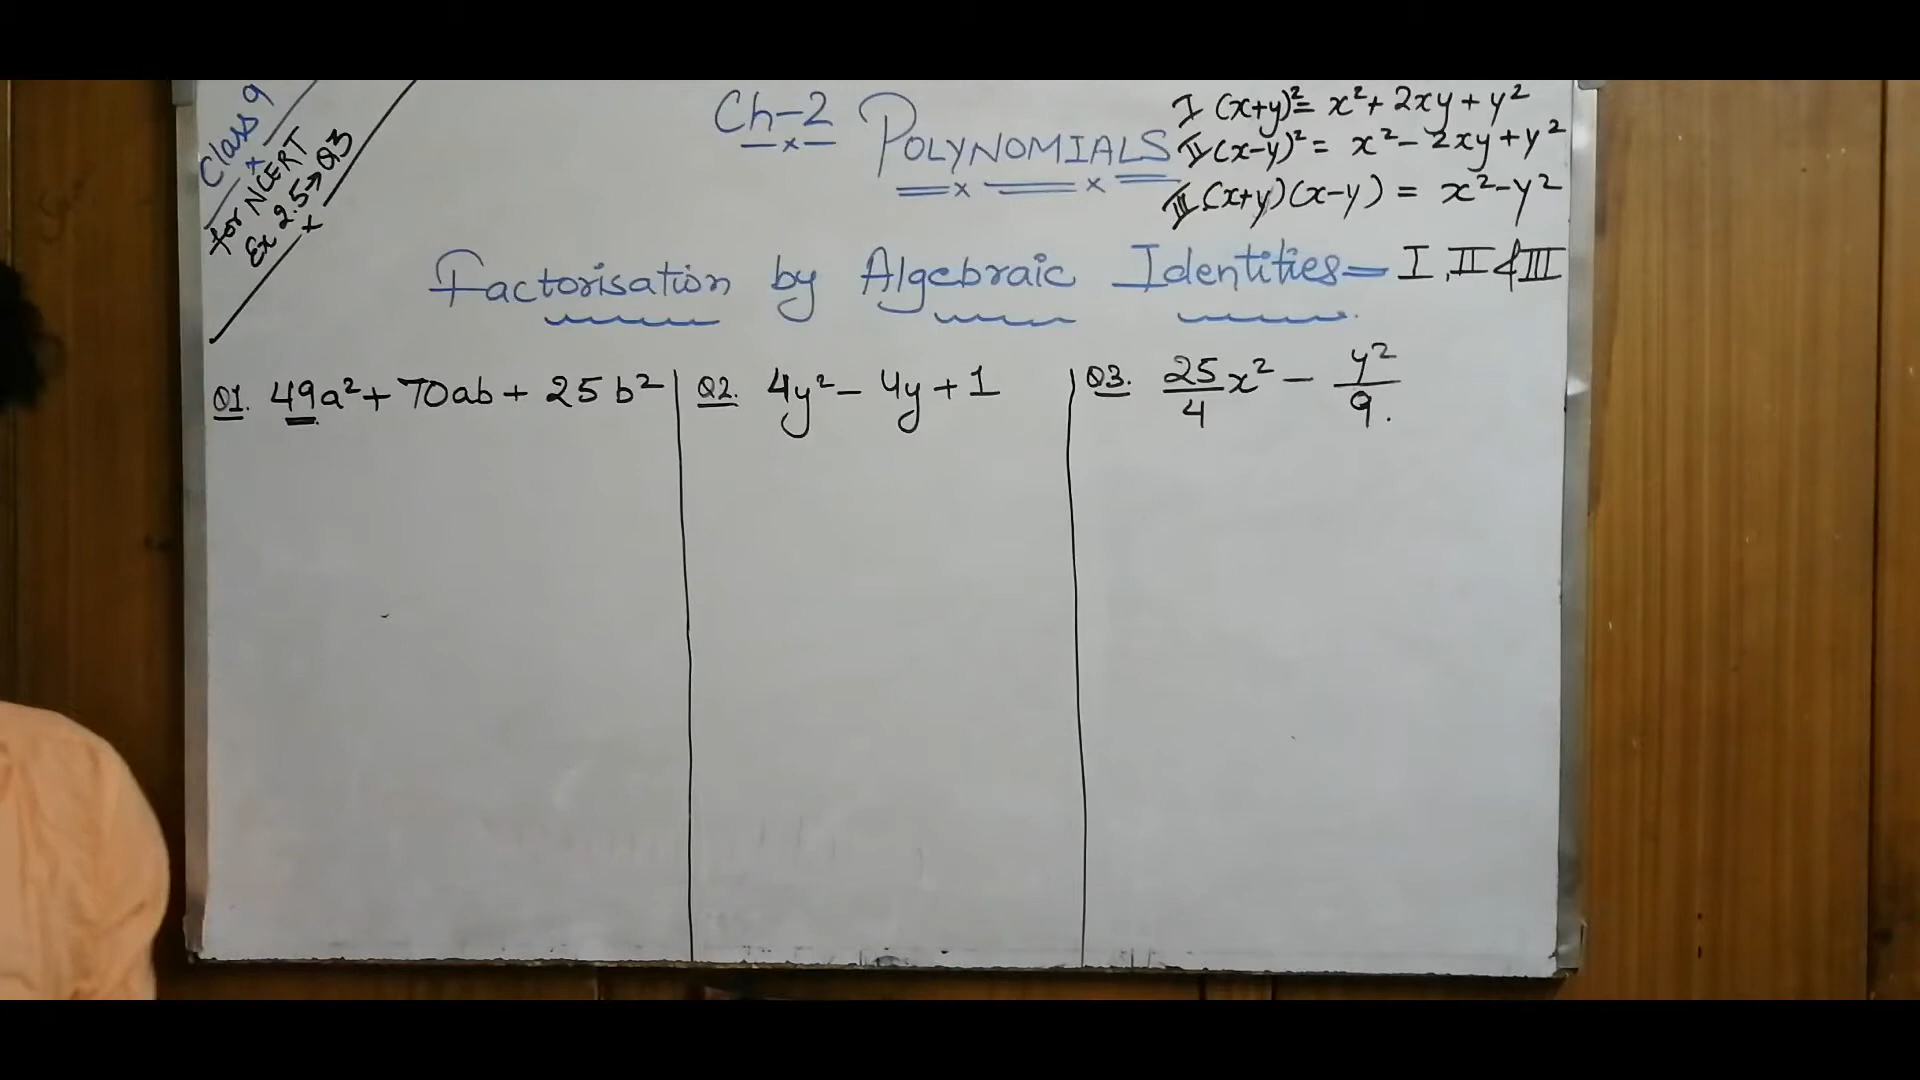 Class 9
for NCERT
Ex 2.5→Q3
Ch-2 POLYNOMIALS
I (x+y)²= x²+ 2xy+y²
II (x-y)²= x²-2xy+y²
III (x+y)(x-y) = x²-y²
Factorisation by Algebraic Identities= I, II & III
Q1. 49a²+70ab+25b²
Q2. 4y²-4y+1
Q3. 25/4 x² - y²/9.